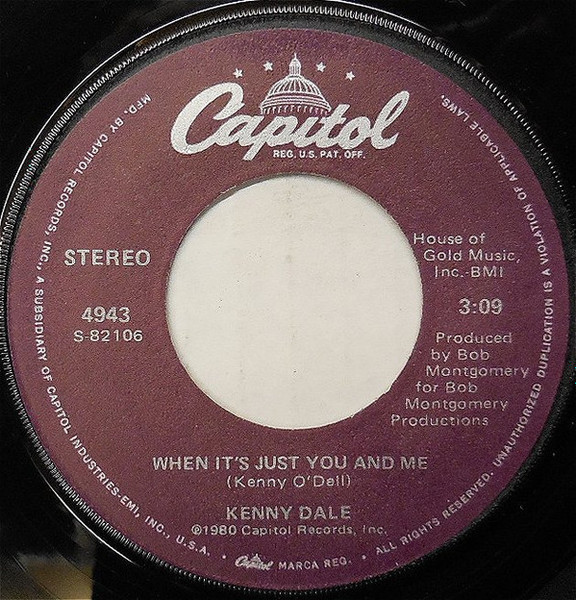 Capitol
REG. U.S. PAT. OFF.
MFD. BY CAPITOL RECORDS, INC., A SUBSIDIARY OF CAPITOL INDUSTRIES-EMI, INC., U.S.A. • Capitol MARCA REG. • ALL RIGHTS RESERVED. UNAUTHORIZED DUPLICATION IS A VIOLATION OF APPLICABLE LAWS.
STEREO
4943
S-82106
House of
Gold Music,
Inc.-BMI
3:09
Produced
by Bob
Montgomery
for Bob
Montgomery
Productions
WHEN IT'S JUST YOU AND ME
(Kenny O'Dell)
KENNY DALE
℗1980 Capitol Records, Inc.